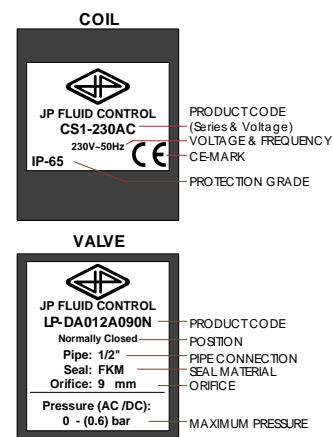 COIL
JP
JP FLUID CONTROL
CS1-230AC
230V~50Hz
IP-65
CE
PRODUCT CODE
(Series & Voltage)
VOLTAGE & FREQUENCY
CE-MARK
PROTECTION GRADE
VALVE
JP
JP FLUID CONTROL
LP-DA012A090N
Normally Closed
Pipe: 1/2"
Seal: FKM
Orifice: 9 mm
Pressure (AC /DC):
0 - (0.6) bar
PRODUCT CODE
POSITION
PIPE CONNECTION
SEAL MATERIAL
ORIFICE
MAXIMUM PRESSURE